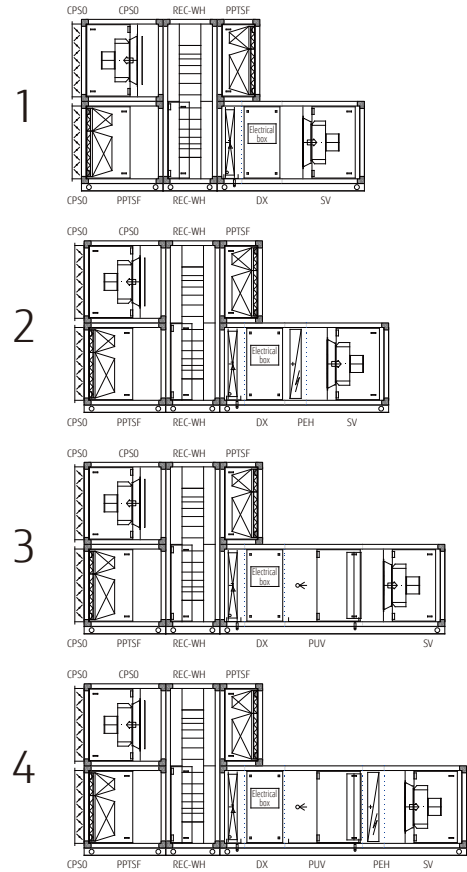 CPS0 CPS0 REC-WH PPTSF
1
Electrical
box
CPS0 PPTSF REC-WH DX SV
CPS0 CPS0 REC-WH PPTSF
2
Electrical
box
CPS0 PPTSF REC-WH DX PEH SV
CPS0 CPS0 REC-WH PPTSF
3
Electrical
box
CPS0 PPTSF REC-WH DX PUV SV
CPS0 CPS0 REC-WH PPTSF
4
Electrical
box
CPS0 PPTSF REC-WH DX PUV PEH SV